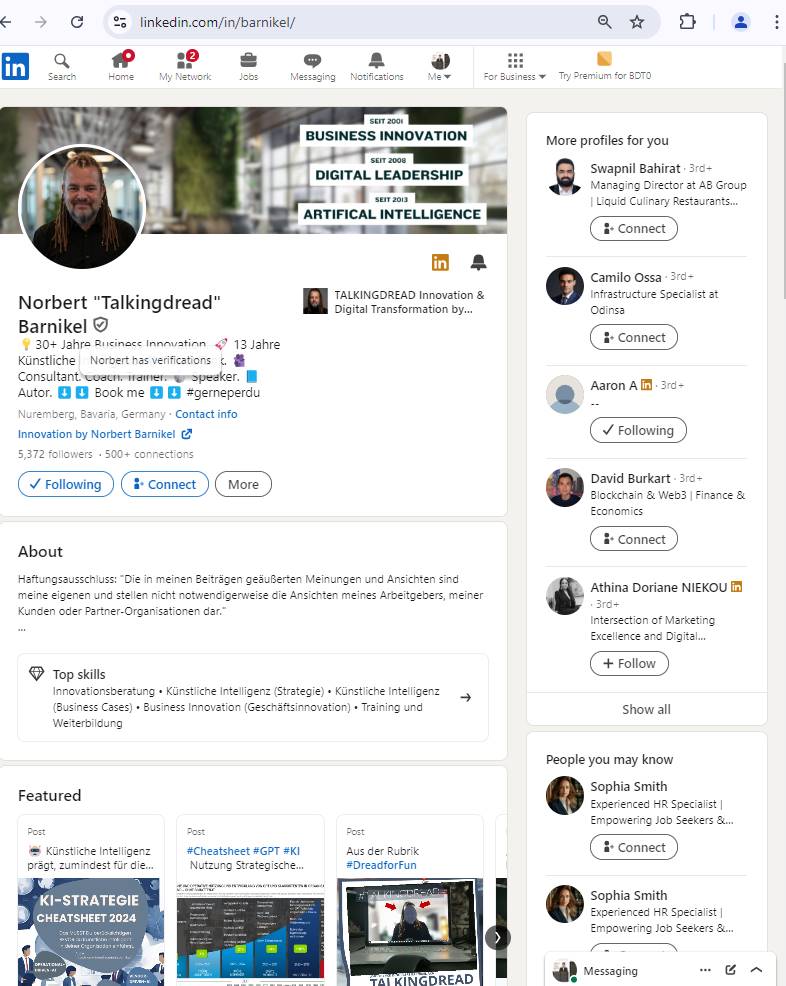 linkedin.com/in/barnikel/
in
Search
Home
2
My Network
Jobs
Messaging
Notifications
Me
For Business
Try Premium for BDT0
SEIT 2001
BUSINESS INNOVATION
SEIT 2008
DIGITAL LEADERSHIP
SEIT 2013
ARTIFICAL INTELLIGENCE
in
Norbert "Talkingdread"
Barnikel
TALKINGDREAD Innovation &
Digital Transformation by...
💡 30+ Jahre Business Innovation. 🚀 13 Jahre
Künstliche
Norbert has verifications
Consultant. Coach. Trainer. Speaker. 📘
Autor. ⬇️ ⬇️ Book me ⬇️ ⬇️ #gerneperdu
Nuremberg, Bavaria, Germany · Contact info
Innovation by Norbert Barnikel
5,372 followers · 500+ connections
Following
Connect
More
About
Haftungsausschluss: "Die in meinen Beiträgen geäußerten Meinungen und Ansichten sind
meine eigenen und stellen nicht notwendigerweise die Ansichten meines Arbeitgebers, meiner
Kunden oder Partner-Organisationen dar."
...
Top skills
Innovationsberatung • Künstliche Intelligenz (Strategie) • Künstliche Intelligenz
(Business Cases) • Business Innovation (Geschäftsinnovation) • Training und
Weiterbildung
Featured
Post
Künstliche Intelligenz
prägt, zumindest für die...
KI-STRATEGIE
CHEATSHEET 2024
Post
#Cheatsheet #GPT #KI
Nutzung Strategische...
Post
Aus der Rubrik
#DreadforFun
#TALKINGDREAD
TALKINGDREAD
More profiles for you
Swapnil Bahirat · 3rd+
Managing Director at AB Group
| Liquid Culinary Restaurants...
Connect
Camilo Ossa · 3rd+
Infrastructure Specialist at
Odinsa
Connect
Aaron A in · 3rd+
--
Following
David Burkart · 3rd+
Blockchain & Web3 | Finance &
Economics
Connect
Athina Doriane NIEKOU in
· 3rd+
Intersection of Marketing
Excellence and Digital...
+ Follow
Show all
People you may know
Sophia Smith
Experienced HR Specialist |
Empowering Job Seekers &...
Connect
Sophia Smith
Experienced HR Specialist |
Empowering Job Seekers &...
Messaging